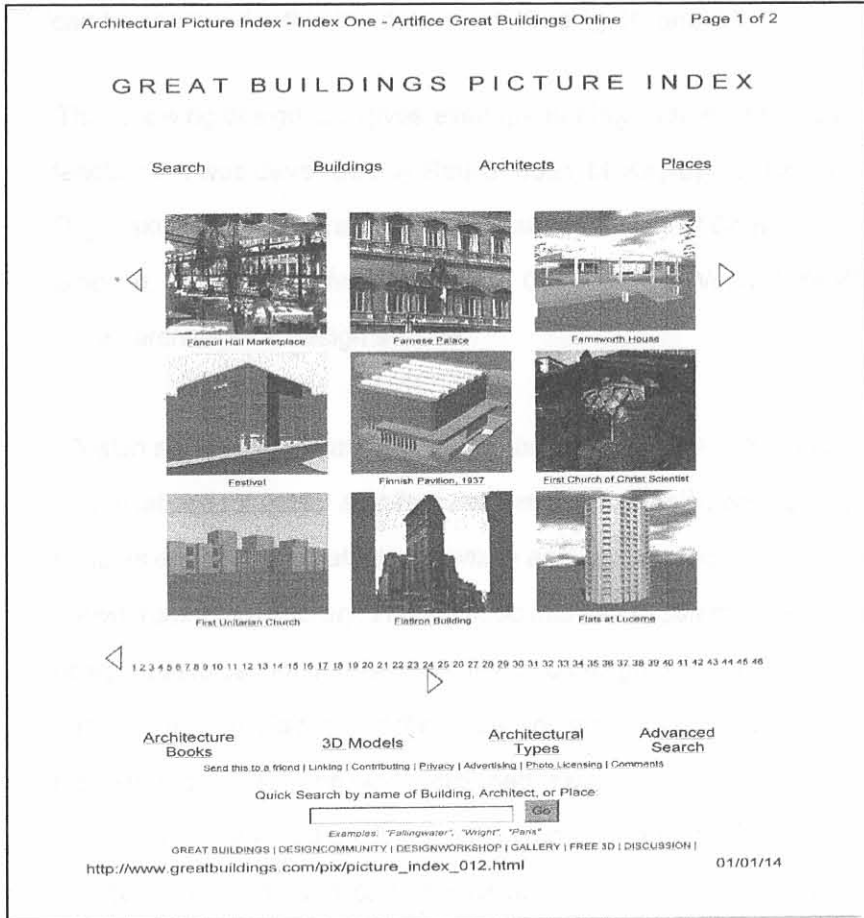 Architectural Picture Index - Index One - Artifice Great Buildings Online Page 1 of 2
GREAT BUILDINGS PICTURE INDEX
Search Buildings Architects Places
Faneuil Hall Marketplace Farnese Palace Farnsworth House
Festival Finnish Pavilion, 1937 First Church of Christ Scientist
First Unitarian Church Flatiron Building Flats at Lucerne
1 2 3 4 5 6 7 8 9 10 11 12 13 14 15 16 17 18 19 20 21 22 23 24 25 26 27 28 29 30 31 32 33 34 35 36 37 38 39 40 41 42 43 44 45 46
Architecture Books 3D Models Architectural Types Advanced Search
Send this to a friend | Linking | Contributing | Privacy | Advertising | Photo Licensing | Comments
Quick Search by name of Building, Architect, or Place:
Go
Examples: "Fallingwater", "Wright", "Paris"
GREAT BUILDINGS | DESIGNCOMMUNITY | DESIGNWORKSHOP | GALLERY | FREE 3D | DISCUSSION |
http://www.greatbuildings.com/pix/picture_index_012.html 01/01/14